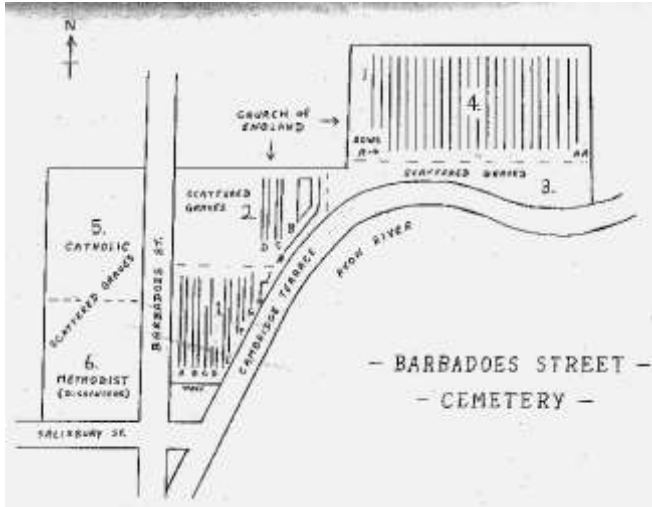 N
CHURCH of
ENGLAND
1
4.
ROWS
A→
AA
SCATTERED GRAVES
3.
SCATTERED
GRAVES
2.
D C B A
5.
CATHOLIC
SCATTERED GRAVES
6.
METHODIST
BARBADOES ST.
1
A B C D
CAMBRIDGE TERRACE
AVON RIVER
SALISBURY ST.
- BARBADOES STREET -
- CEMETERY -